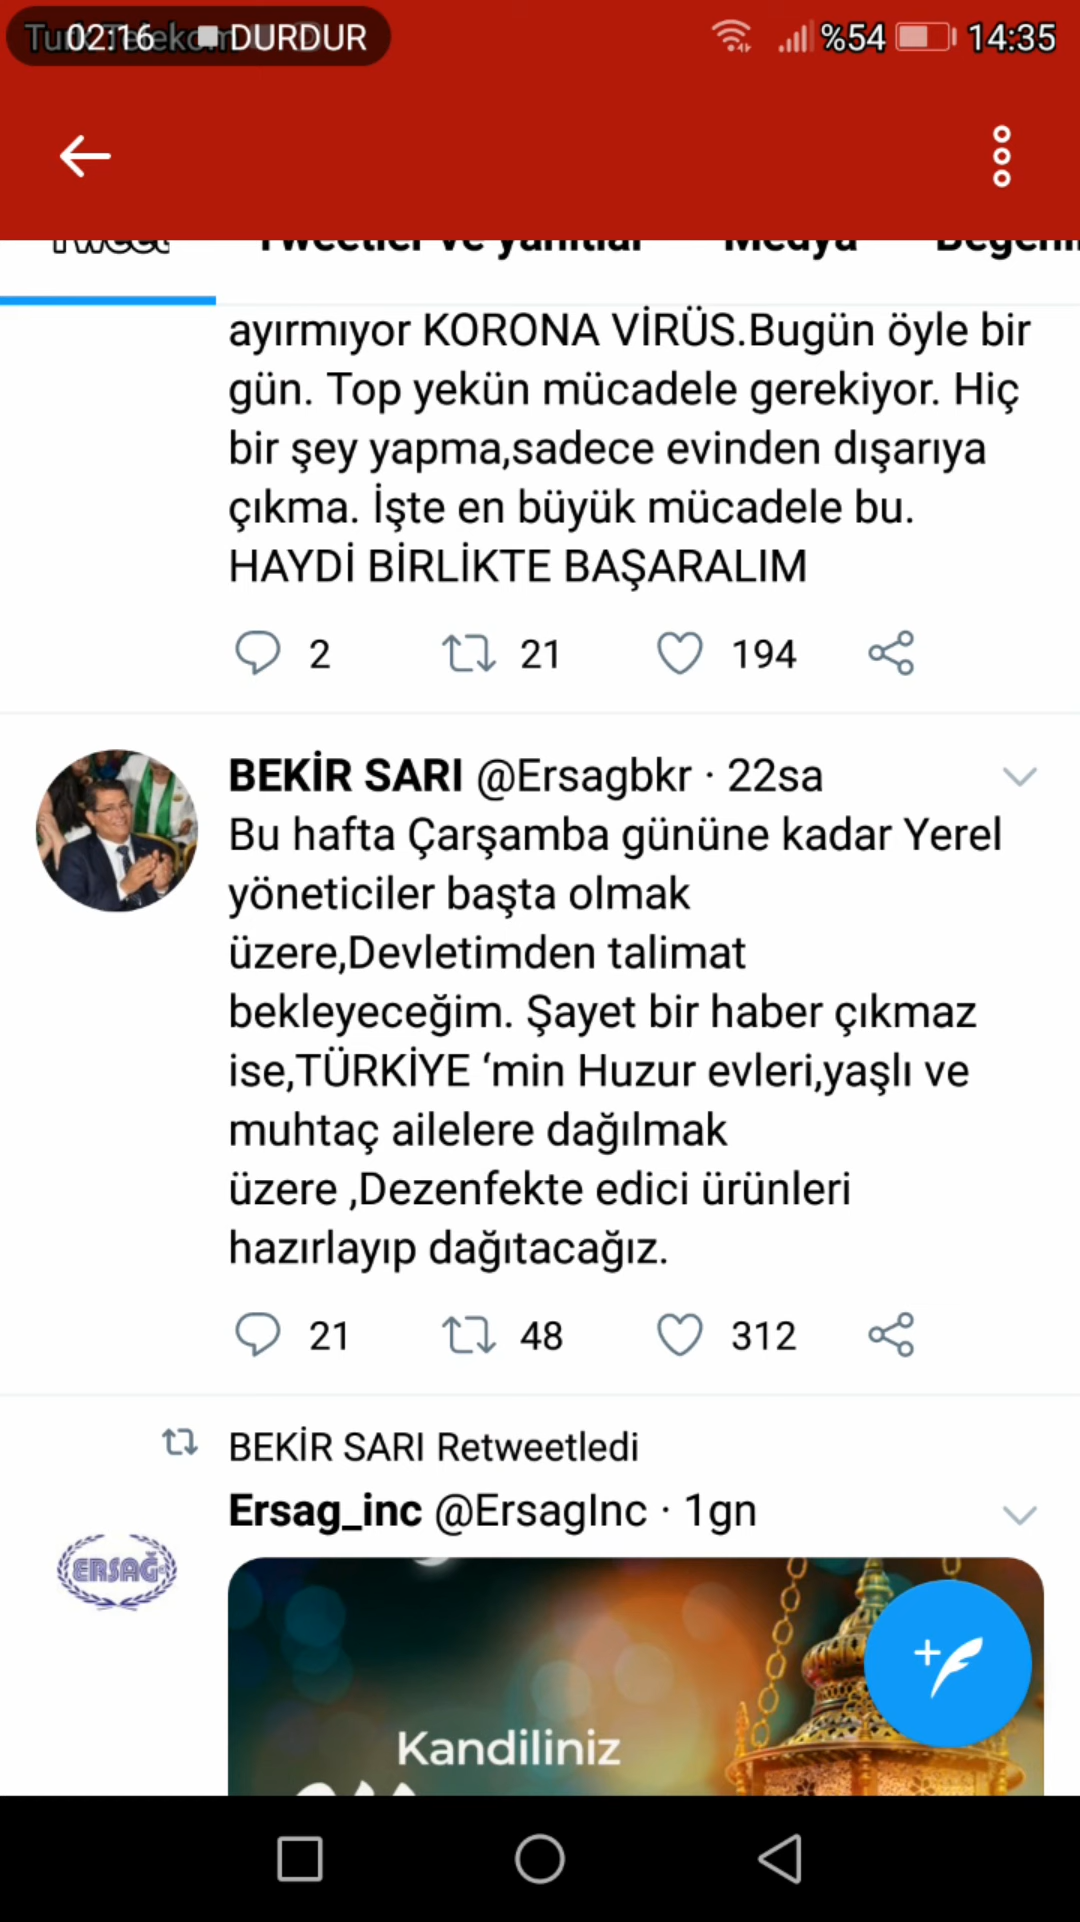 02:16 DURDUR %54 14:35
Tweet Tweetler ve yanıtlar Medya
ayırmıyor KORONA VİRÜS.Bugün öyle bir
gün. Top yekün mücadele gerekiyor. Hiç
bir şey yapma,sadece evinden dışarıya
çıkma. İşte en büyük mücadele bu.
HAYDİ BİRLİKTE BAŞARALIM
2 21 194
BEKİR SARI @Ersagbkr · 22sa
Bu hafta Çarşamba gününe kadar Yerel
yöneticiler başta olmak
üzere,Devletimden talimat
bekleyeceğim. Şayet bir haber çıkmaz
ise,TÜRKİYE ‘min Huzur evleri,yaşlı ve
muhtaç ailelere dağılmak
üzere ,Dezenfekte edici ürünleri
hazırlayıp dağıtacağız.
21 48 312
BEKİR SARI Retweetledi
Ersag_inc @ErsagInc · 1gn
ERSAĞ
Kandiliniz